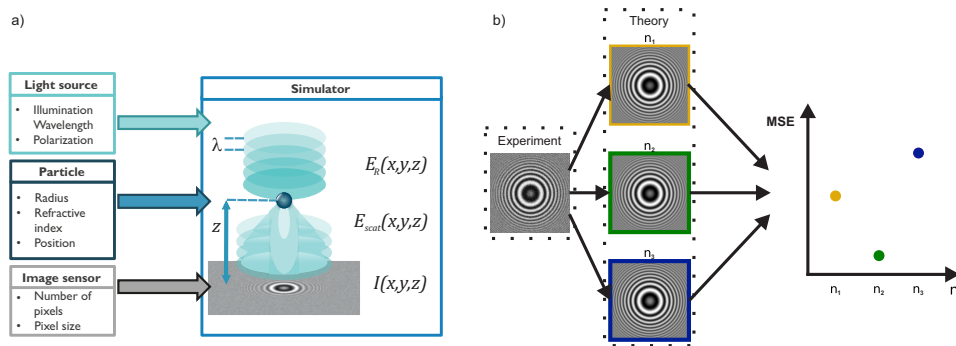 a)
Light source
• Illumination
Wavelength
• Polarization
Particle
• Radius
• Refractive
index
• Position
Image sensor
• Number of
pixels
• Pixel size
Simulator
λ
z
E_R(x,y,z)
E_scat(x,y,z)
I(x,y,z)
b)
Experiment
Theory
n₁
n₂
n₃
MSE
n₁ n₂ n₃ n